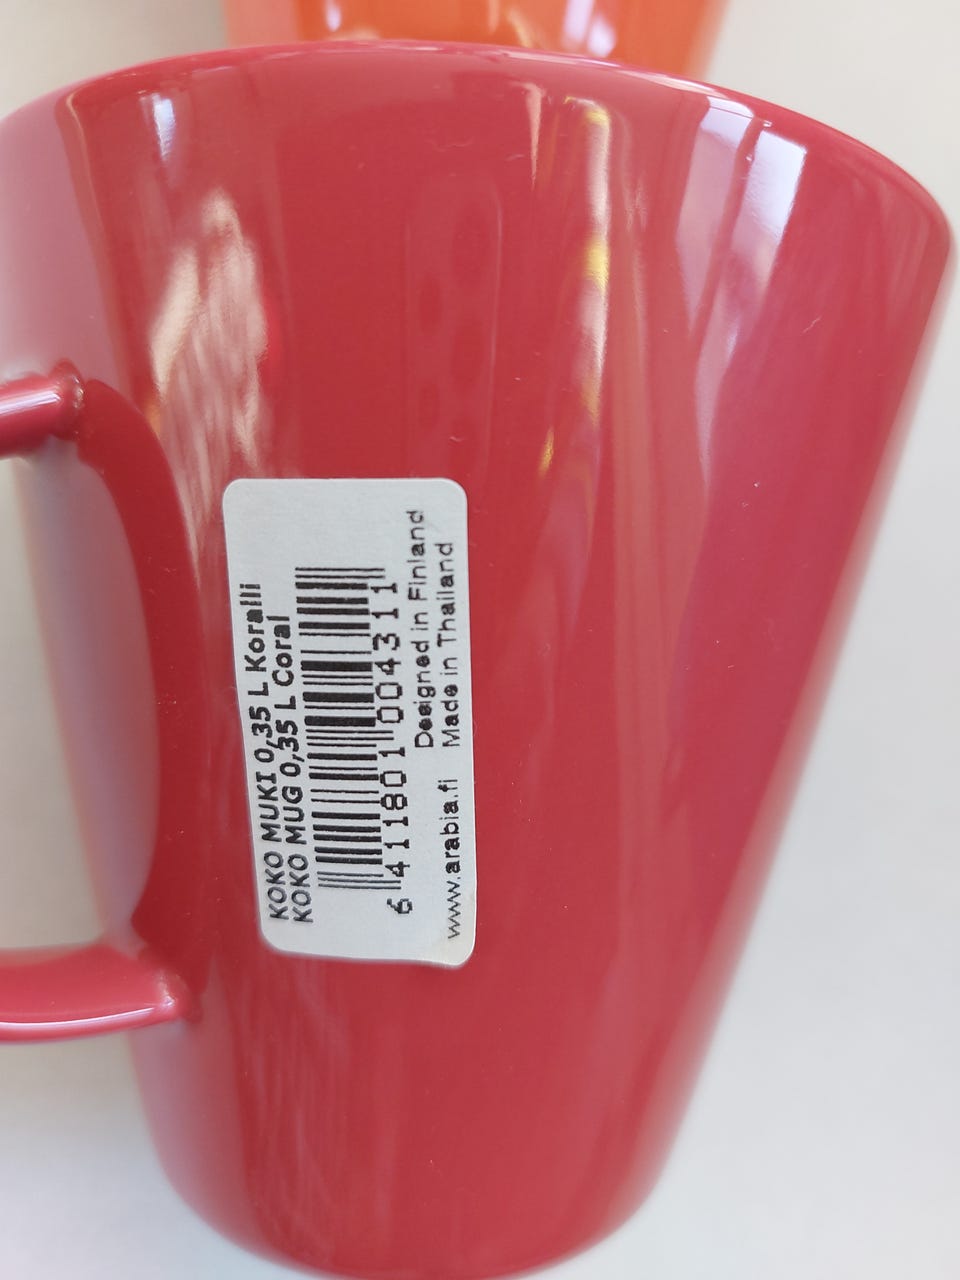 KOKO MUKI 0,35 L Koralli
KOKO MUG 0,35 L Coral
6 411801 004311
Designed in Finland
www.arabia.fi Made in Thailand